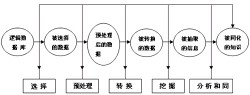 逻辑数
据 库
被选择
的数据
预处理
后的数
据
被转换
的数据
被抽取
的信息
被同化
的知识
选 择
预处理
转 换
挖 掘
分析和同